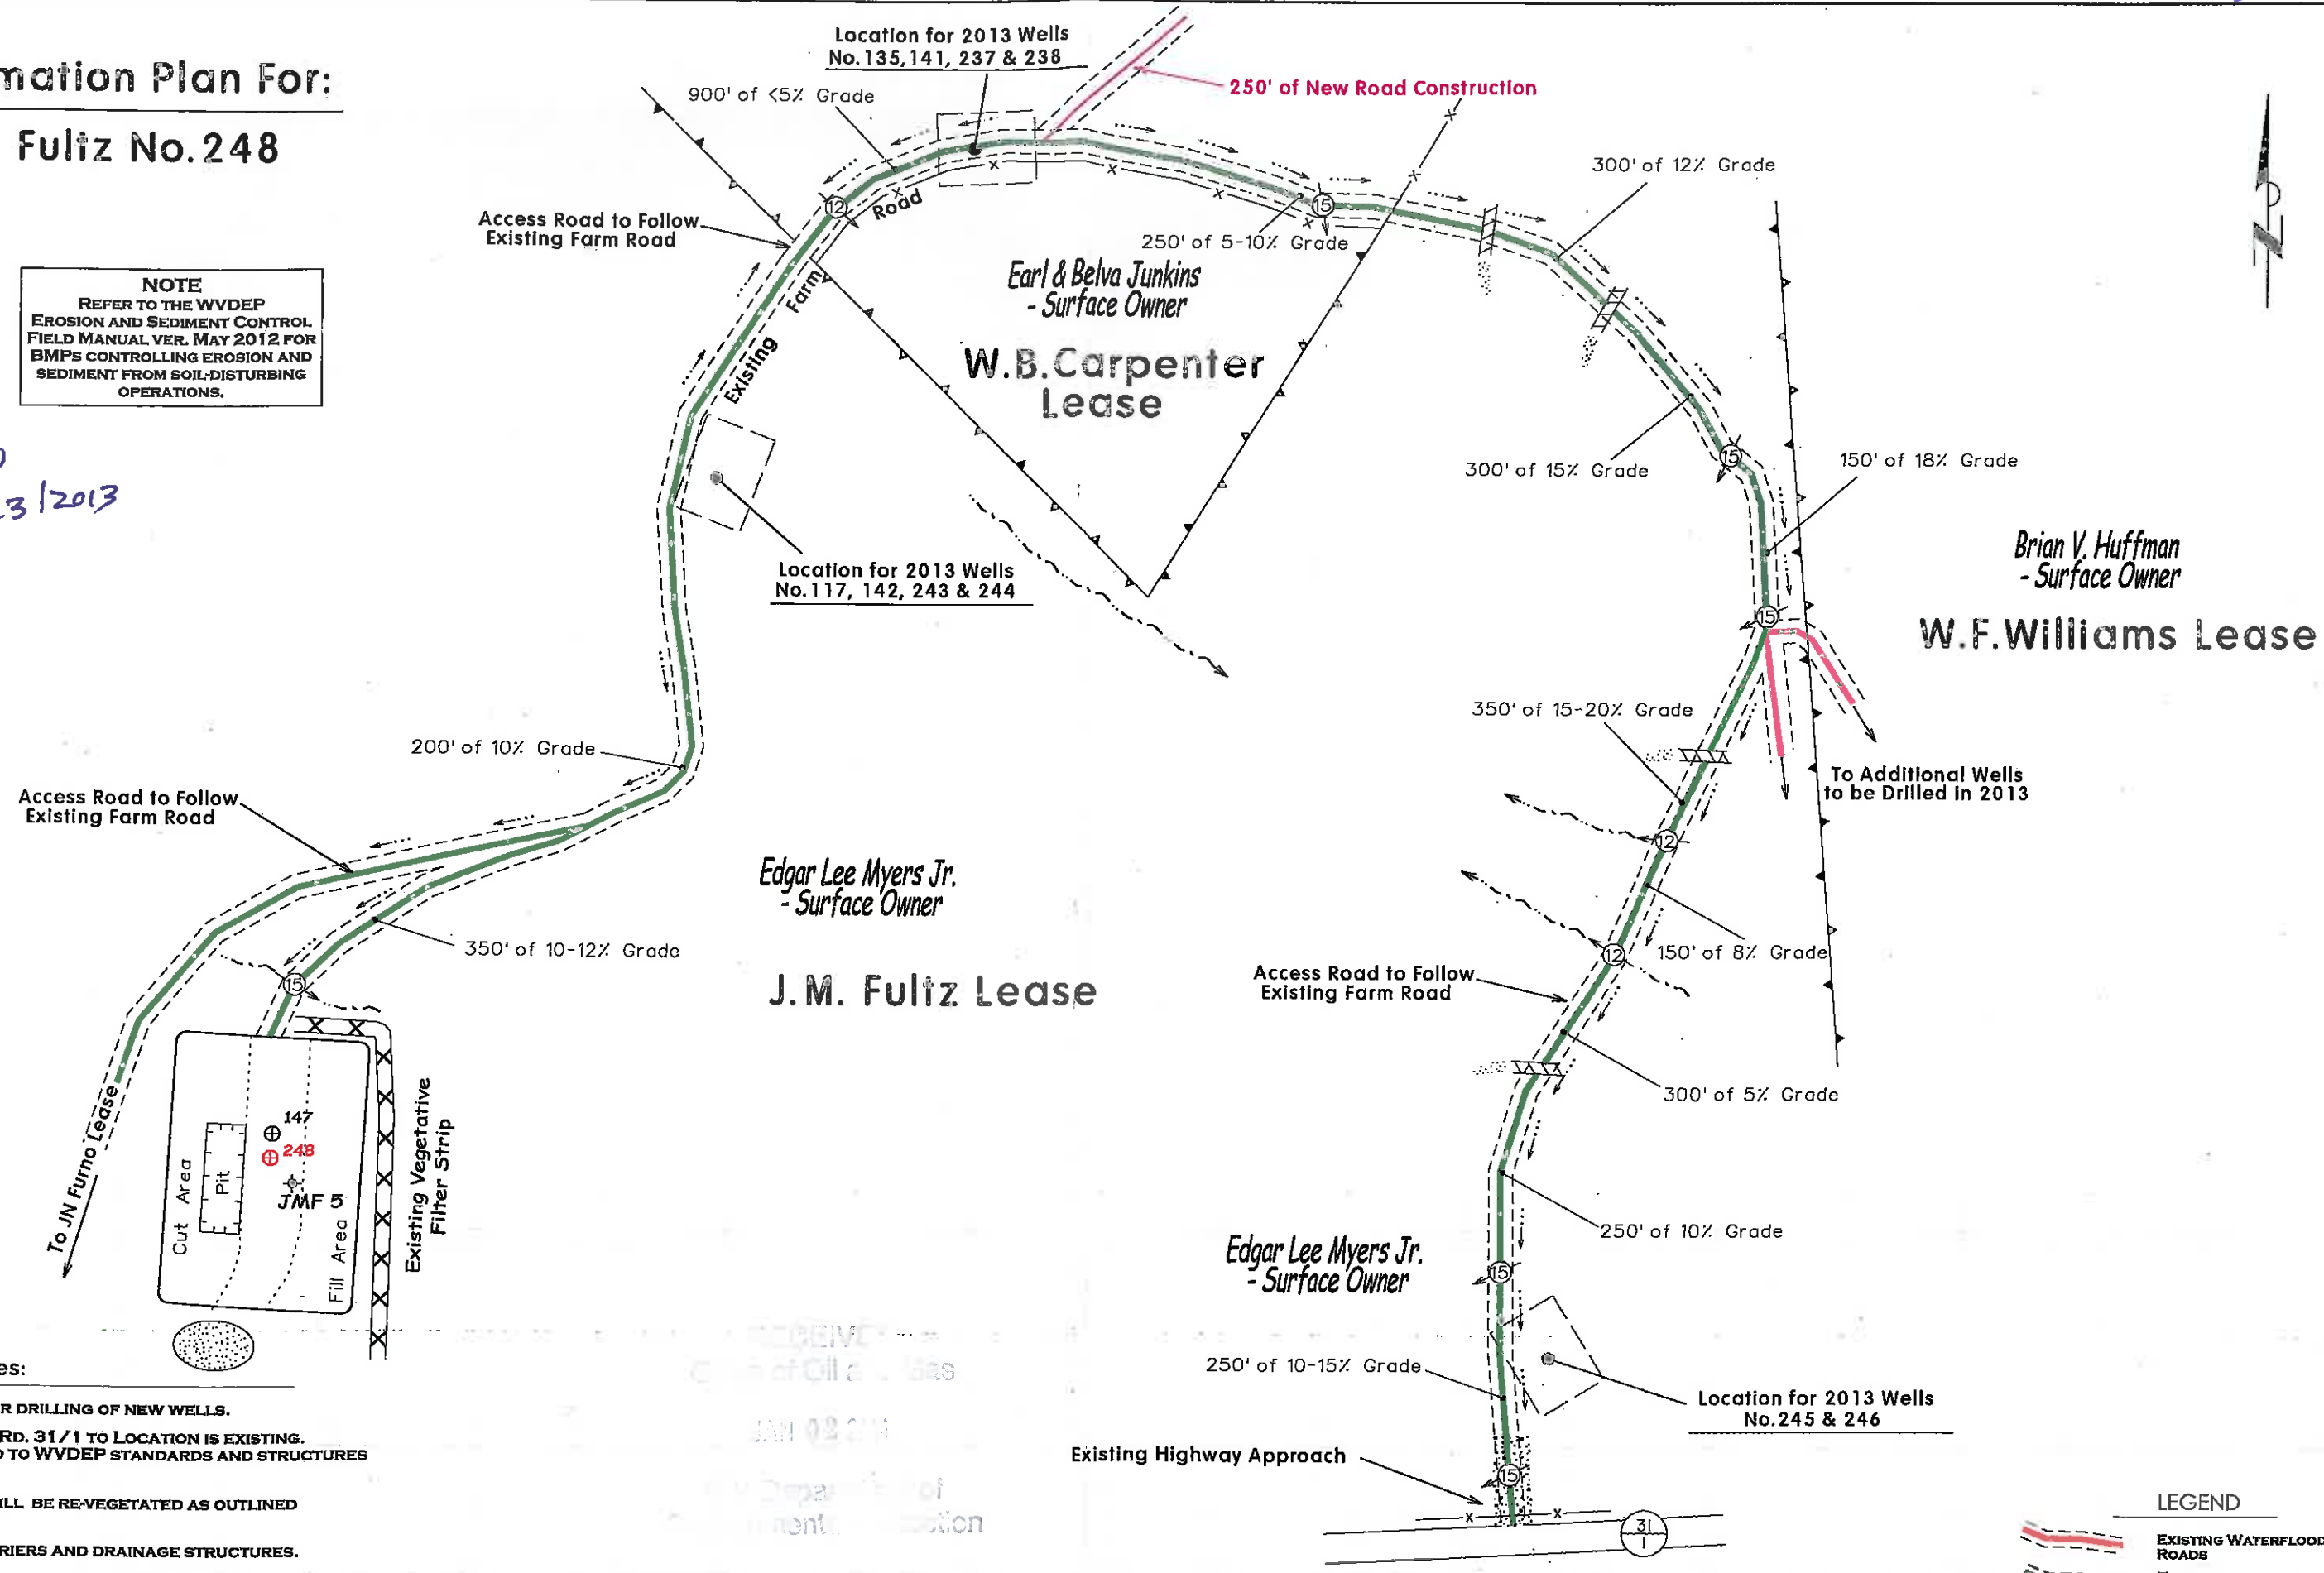 mation Plan For:
Fultz No.248
NOTE
REFER TO THE WVDEP
EROSION AND SEDIMENT CONTROL
FIELD MANUAL VER. MAY 2012 FOR
BMPS CONTROLLING EROSION AND
SEDIMENT FROM SOIL-DISTURBING
OPERATIONS.
3/2013
Location for 2013 Wells
No.135,141, 237 & 238
900' of <5% Grade
250' of New Road Construction
300' of 12% Grade
Access Road to Follow
Existing Farm Road
12
Existing Farm Road
15
250' of 5-10% Grade
Earl & Belva Junkins
- Surface Owner
W.B.Carpenter
Lease
300' of 15% Grade
15
150' of 18% Grade
Brian V. Huffman
- Surface Owner
W.F.Williams Lease
15
Location for 2013 Wells
No.117, 142, 243 & 244
350' of 15-20% Grade
200' of 10% Grade
To Additional Wells
to be Drilled in 2013
Access Road to Follow
Existing Farm Road
12
Edgar Lee Myers Jr.
- Surface Owner
350' of 10-12% Grade
12
150' of 8% Grade
Access Road to Follow
Existing Farm Road
J.M. Fultz Lease
15
300' of 5% Grade
To JN Furno Lease
147
248
JMF 5
Cut Area
Pit
Fill Area
Existing Vegetative
Filter Strip
250' of 10% Grade
Edgar Lee Myers Jr.
- Surface Owner
15
250' of 10-15% Grade
Location for 2013 Wells
No.245 & 246
Existing Highway Approach
15
31
1
es:
R DRILLING OF NEW WELLS.
RD. 31/1 TO LOCATION IS EXISTING.
TO WVDEP STANDARDS AND STRUCTURES
ILL BE RE-VEGETATED AS OUTLINED
RIERS AND DRAINAGE STRUCTURES.
LEGEND
EXISTING WATERFLOOD
ROADS